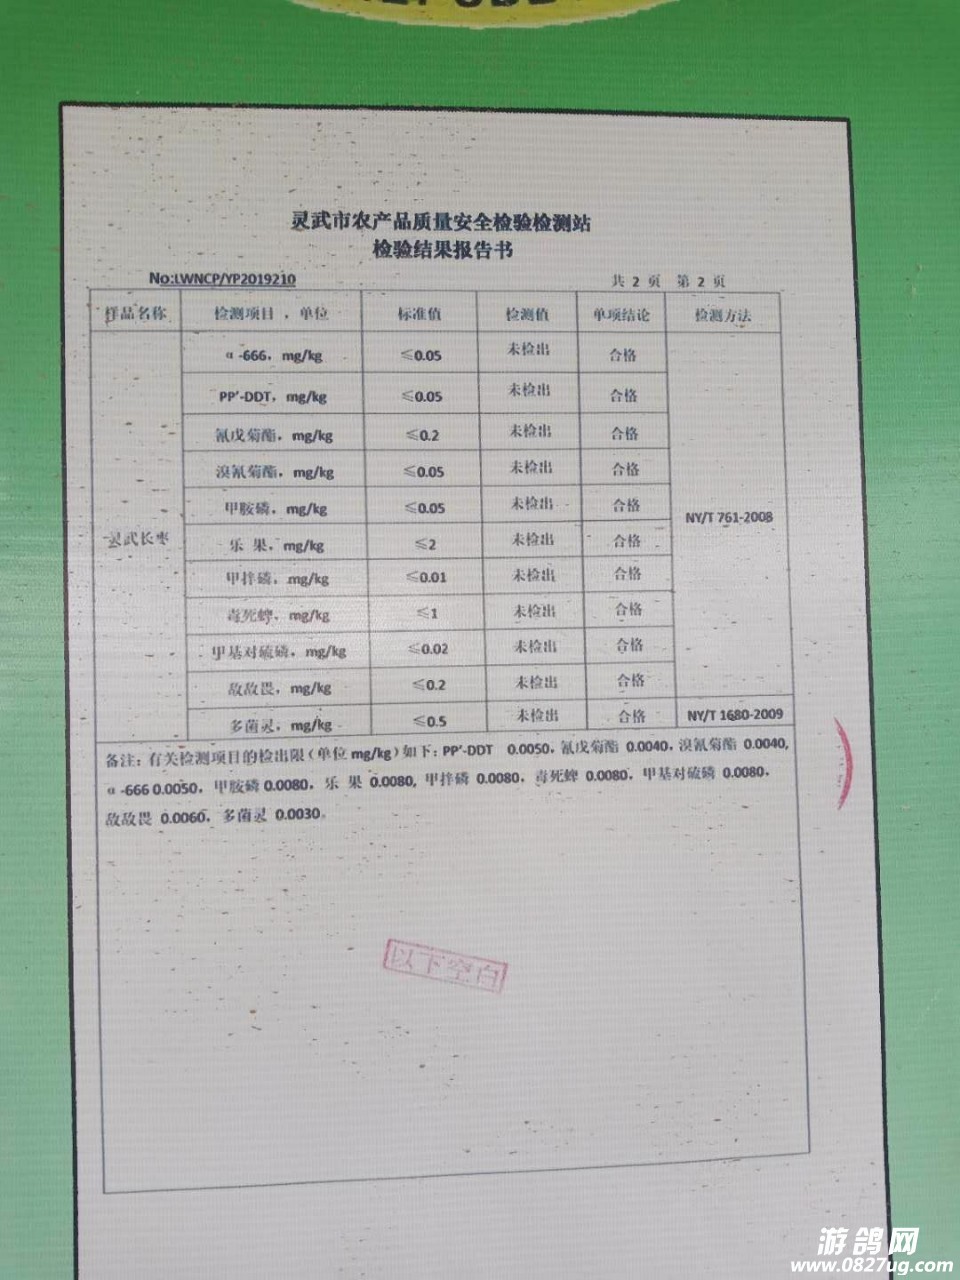 灵武市农产品质量安全检验检测站
检验结果报告书
No:LWNCP/YP2019210 共 2 页 第 2 页
样品名称 检测项目，单位 标准值 检测值 单项结论 检测方法
α-666，mg/kg ≤0.05 未检出 合格
PP'-DDT，mg/kg ≤0.05 未检出 合格
氰戊菊酯，mg/kg ≤0.2 未检出 合格
溴氰菊酯，mg/kg ≤0.05 未检出 合格
甲胺磷，mg/kg ≤0.05 未检出 合格 NY/T 761-2008
灵武长枣 乐 果，mg/kg ≤2 未检出 合格
甲拌磷，mg/kg ≤0.01 未检出 合格
毒死蜱，mg/kg ≤1 未检出 合格
甲基对硫磷，mg/kg ≤0.02 未检出 合格
敌敌畏，mg/kg ≤0.2 未检出 合格
多菌灵，mg/kg ≤0.5 未检出 合格 NY/T 1680-2009
备注：有关检测项目的检出限（单位 mg/kg）如下：PP'-DDT 0.0050，氰戊菊酯 0.0040，溴氰菊酯 0.0040，
α-666 0.0050，甲胺磷 0.0080，乐 果 0.0080，甲拌磷 0.0080，毒死蜱 0.0080，甲基对硫磷 0.0080，
敌敌畏 0.0060，多菌灵 0.0030。
以下空白
游鸽网
www.0827ug.com